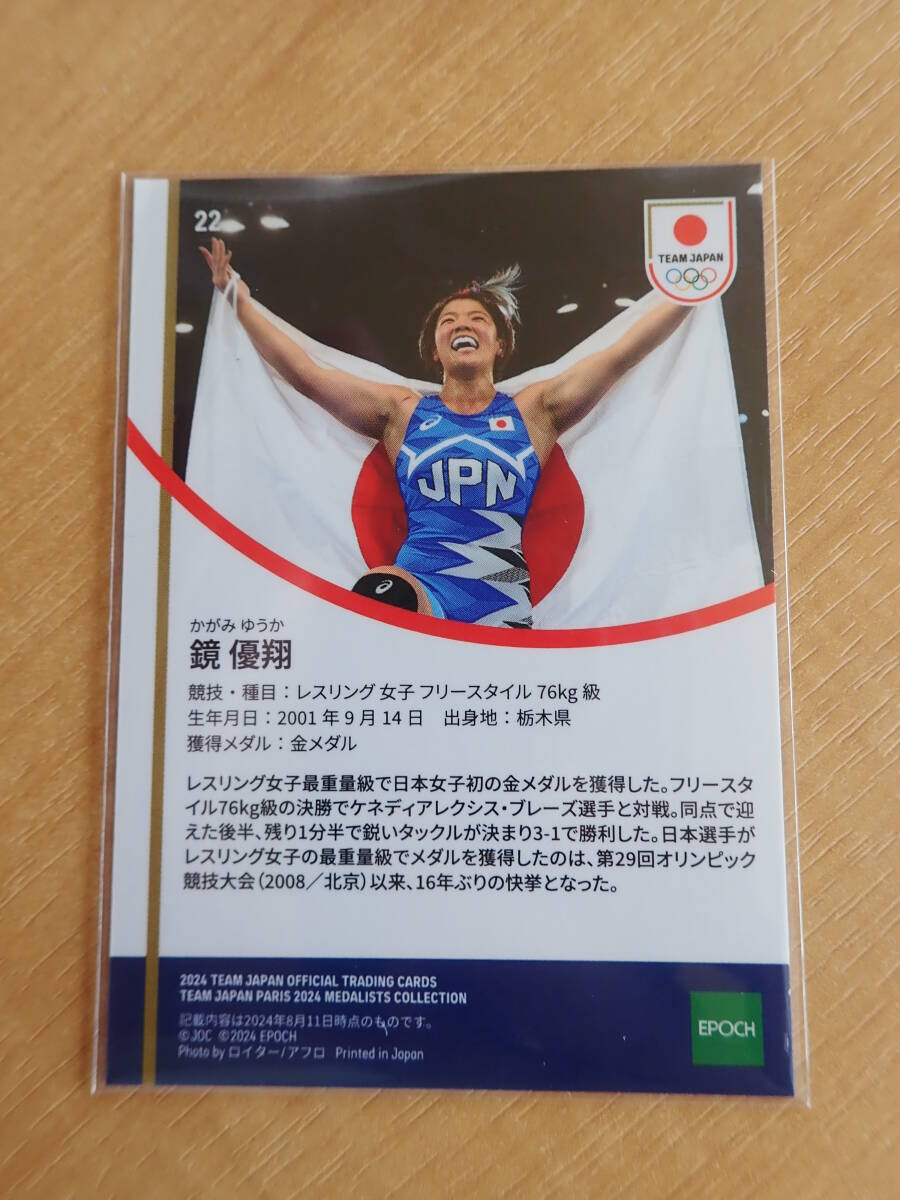 22
TEAM JAPAN
JPN
かがみ ゆうか
鏡 優翔
競技・種目：レスリング 女子 フリースタイル 76kg 級
生年月日：2001 年 9 月 14 日　出身地：栃木県
獲得メダル：金メダル
レスリング女子最重量級で日本女子初の金メダルを獲得した。フリースタ
イル76kg級の決勝でケネディアレクシス・ブレーズ選手と対戦。同点で迎
えた後半、残り1分半で鋭いタックルが決まり3-1で勝利した。日本選手が
レスリング女子の最重量級でメダルを獲得したのは、第29回オリンピック
競技大会（2008／北京）以来、16年ぶりの快挙となった。
2024 TEAM JAPAN OFFICIAL TRADING CARDS
TEAM JAPAN PARIS 2024 MEDALISTS COLLECTION
記載内容は2024年8月11日時点のものです。
©JOC ©2024 EPOCH
Photo by ロイター/アフロ Printed in Japan
EPOCH